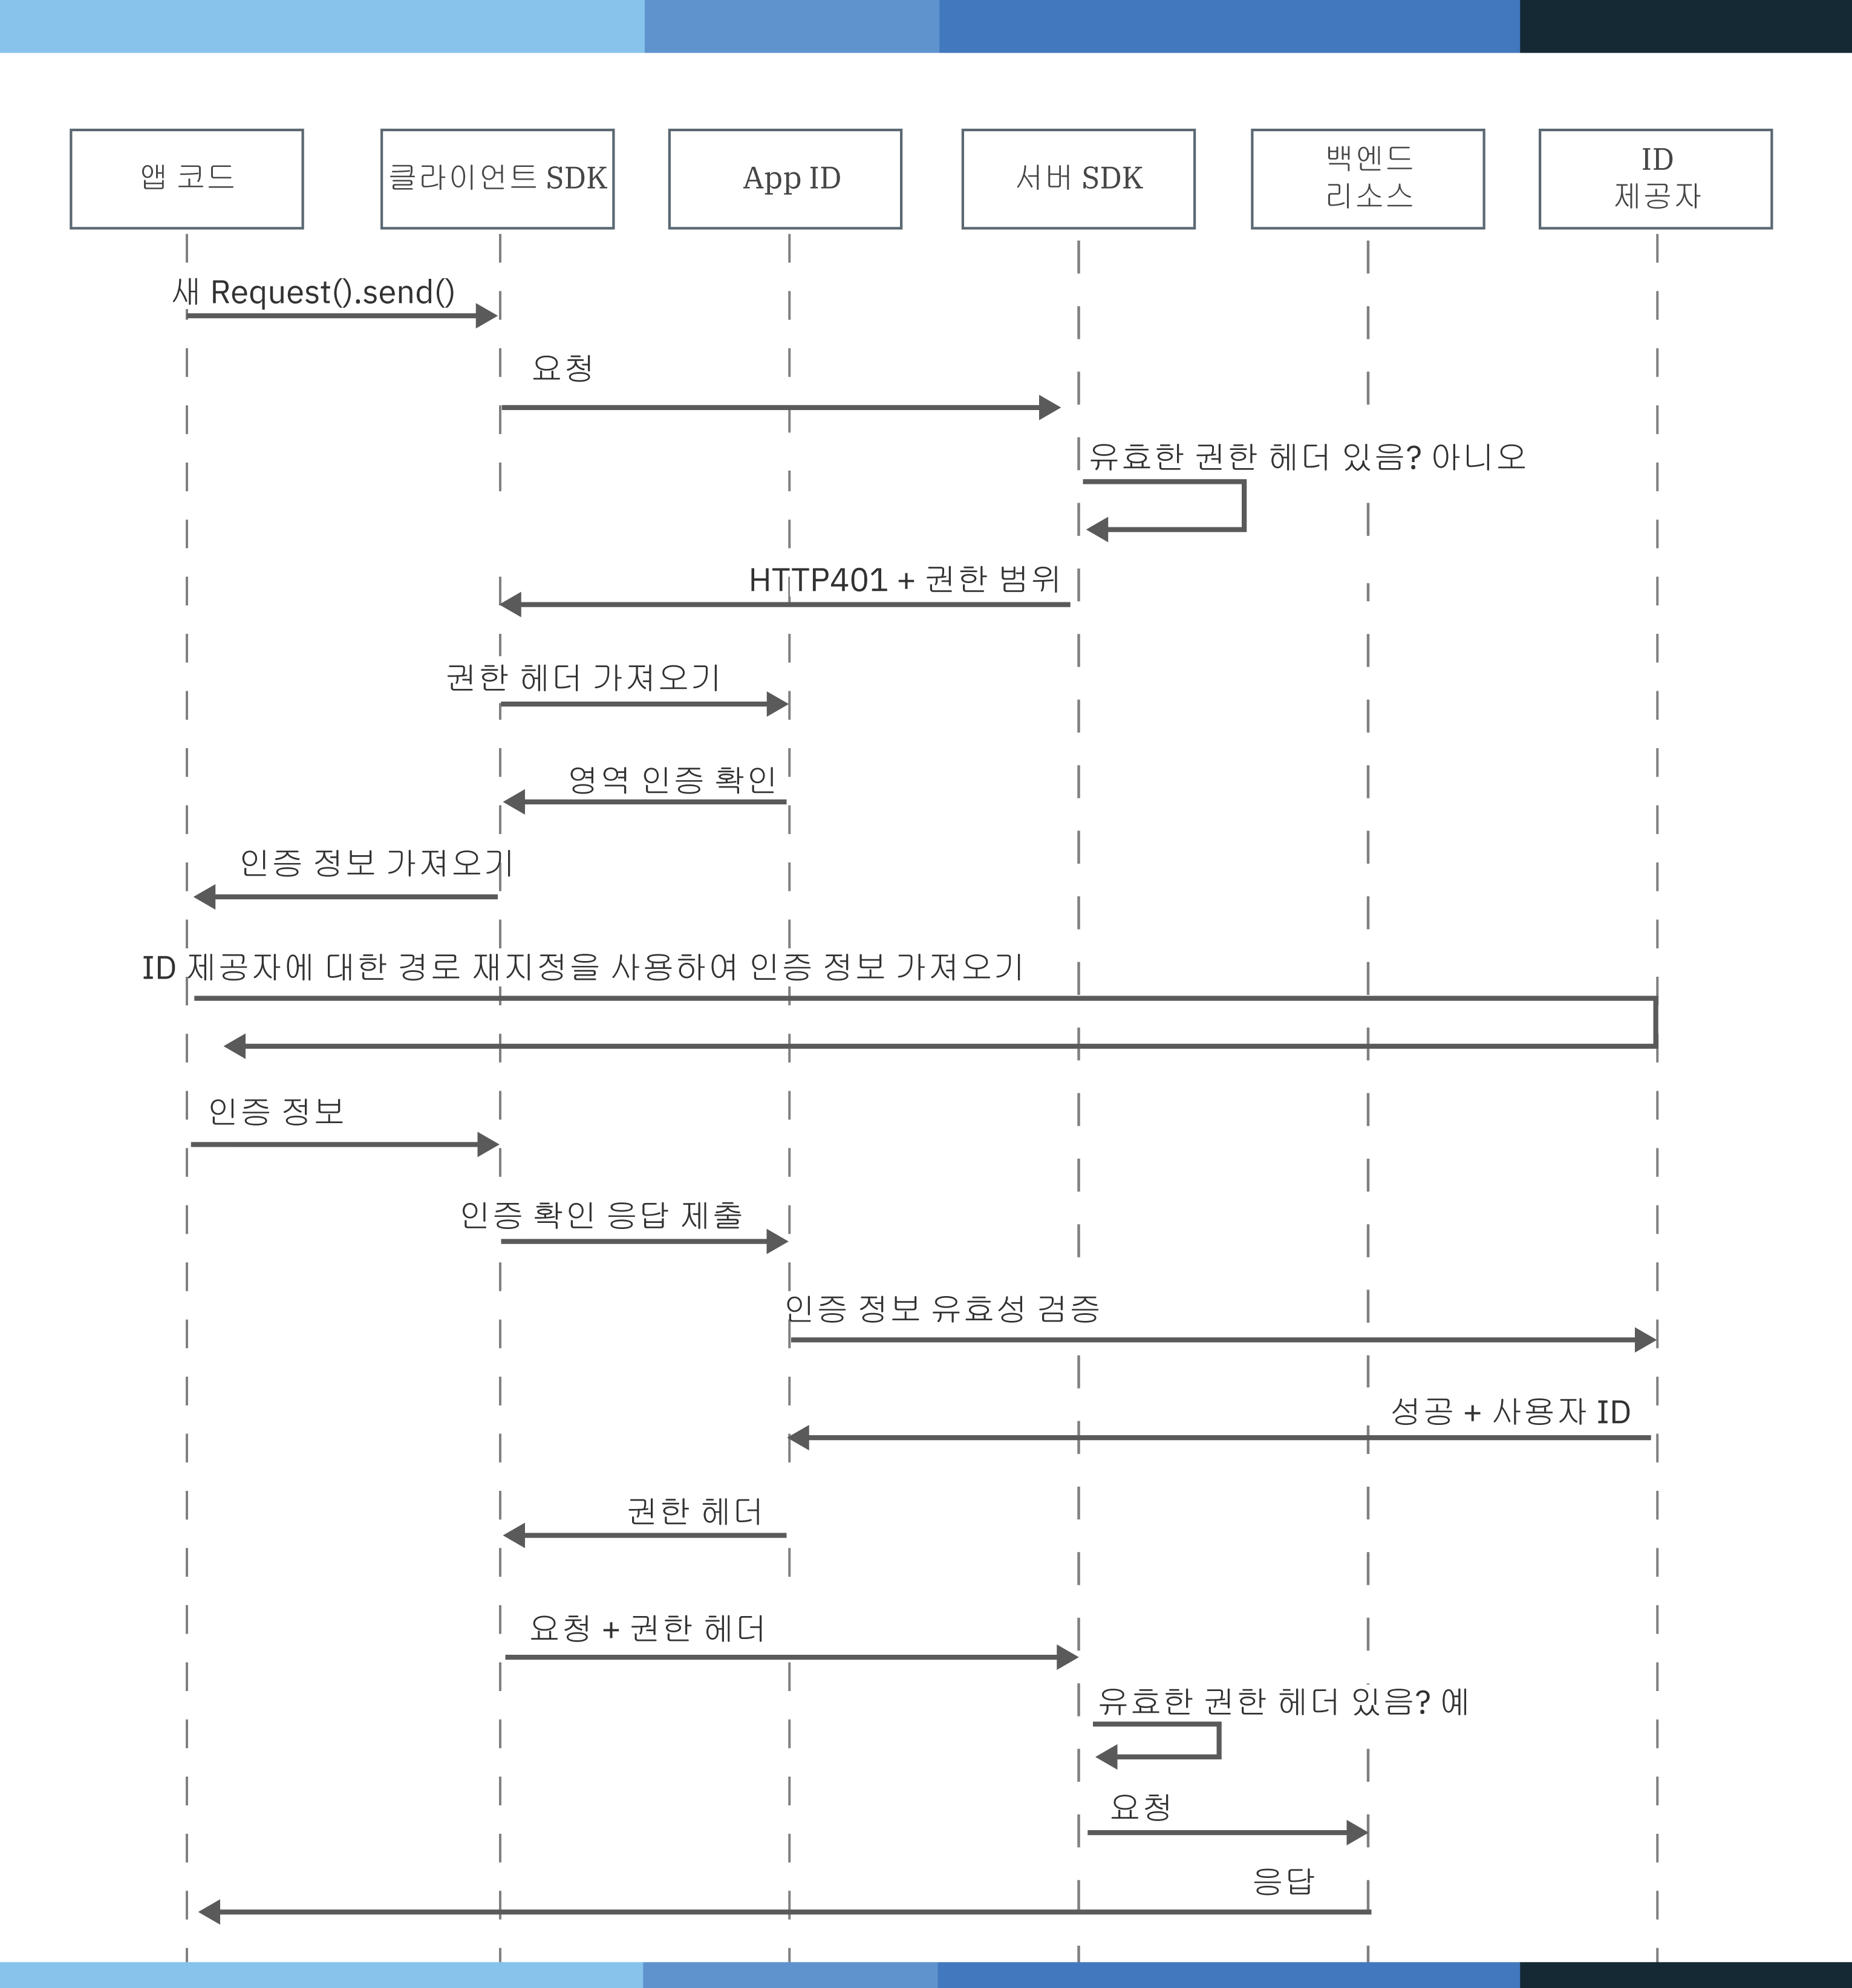 앱 코드
클라이언트 SDK
App ID
서버 SDK
백엔드
리소스
ID
제공자
새 Request().send()
요청
유효한 권한 헤더 있음? 아니오
HTTP401 + 권한 범위
권한 헤더 가져오기
영역 인증 확인
인증 정보 가져오기
ID 제공자에 대한 경로 재지정을 사용하여 인증 정보 가져오기
인증 정보
인증 확인 응답 제출
인증 정보 유효성 검증
성공 + 사용자 ID
권한 헤더
요청 + 권한 헤더
유효한 권한 헤더 있음? 예
요청
응답